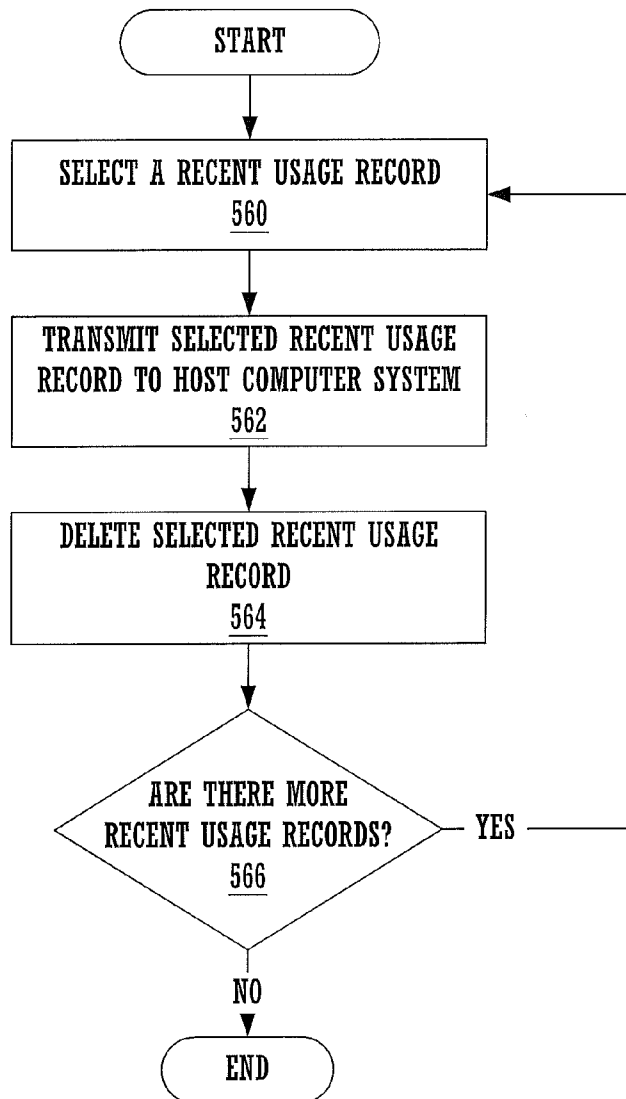 START
SELECT A RECENT USAGE RECORD
560
TRANSMIT SELECTED RECENT USAGE
RECORD TO HOST COMPUTER SYSTEM
562
DELETE SELECTED RECENT USAGE
RECORD
564
ARE THERE MORE
RECENT USAGE RECORDS?
566
YES
NO
END